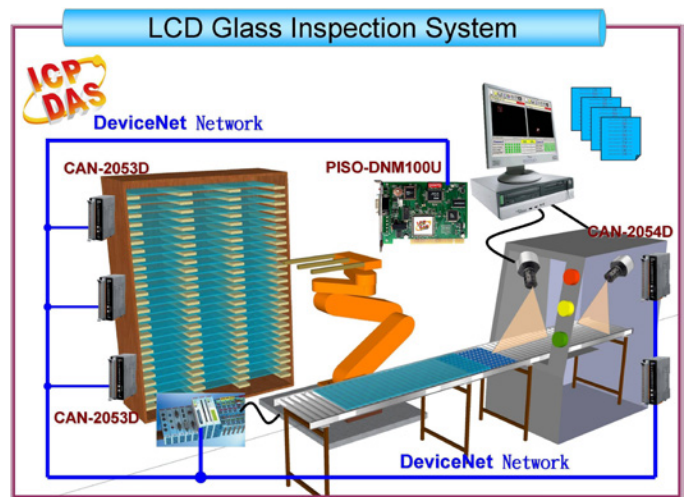 LCD Glass Inspection System
ICP
DAS
DeviceNet Network
CAN-2053D
PISO-DNM100U
CAN-2054D
CAN-2053D
DeviceNet Network